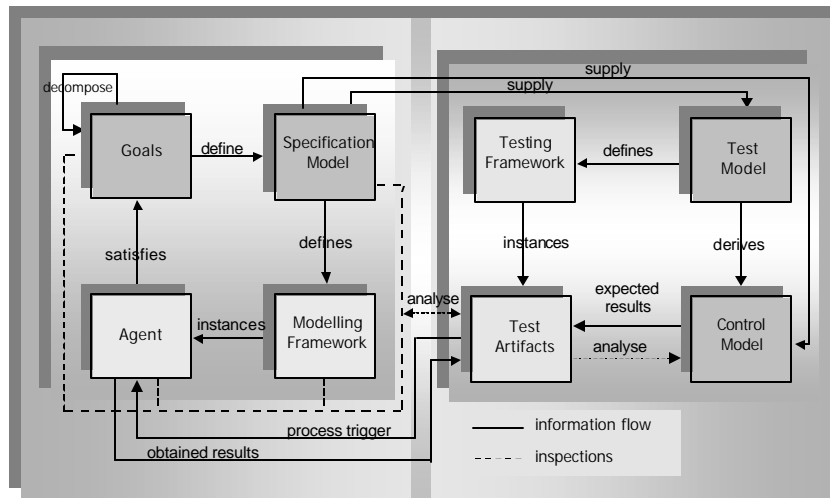 supply
supply
decompose
Goals
define
Specification
Model
Testing
Framework
defines
Test
Model
satisfies
defines
instances
derives
analyse
expected
results
Agent
instances
Modelling
Framework
Test
Artifacts
analyse
Control
Model
process trigger
obtained results
information flow
inspections